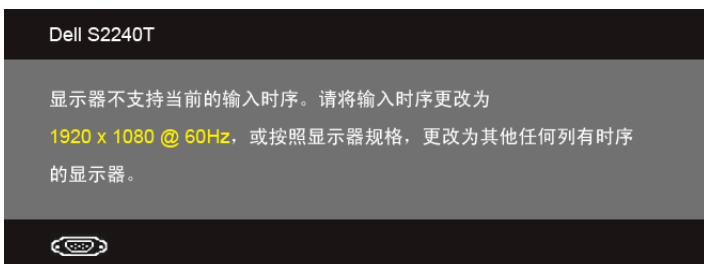 Dell S2240T
显示器不支持当前的输入时序。请将输入时序更改为
1920 x 1080 @ 60Hz，或按照显示器规格，更改为其他任何列有时序
的显示器。